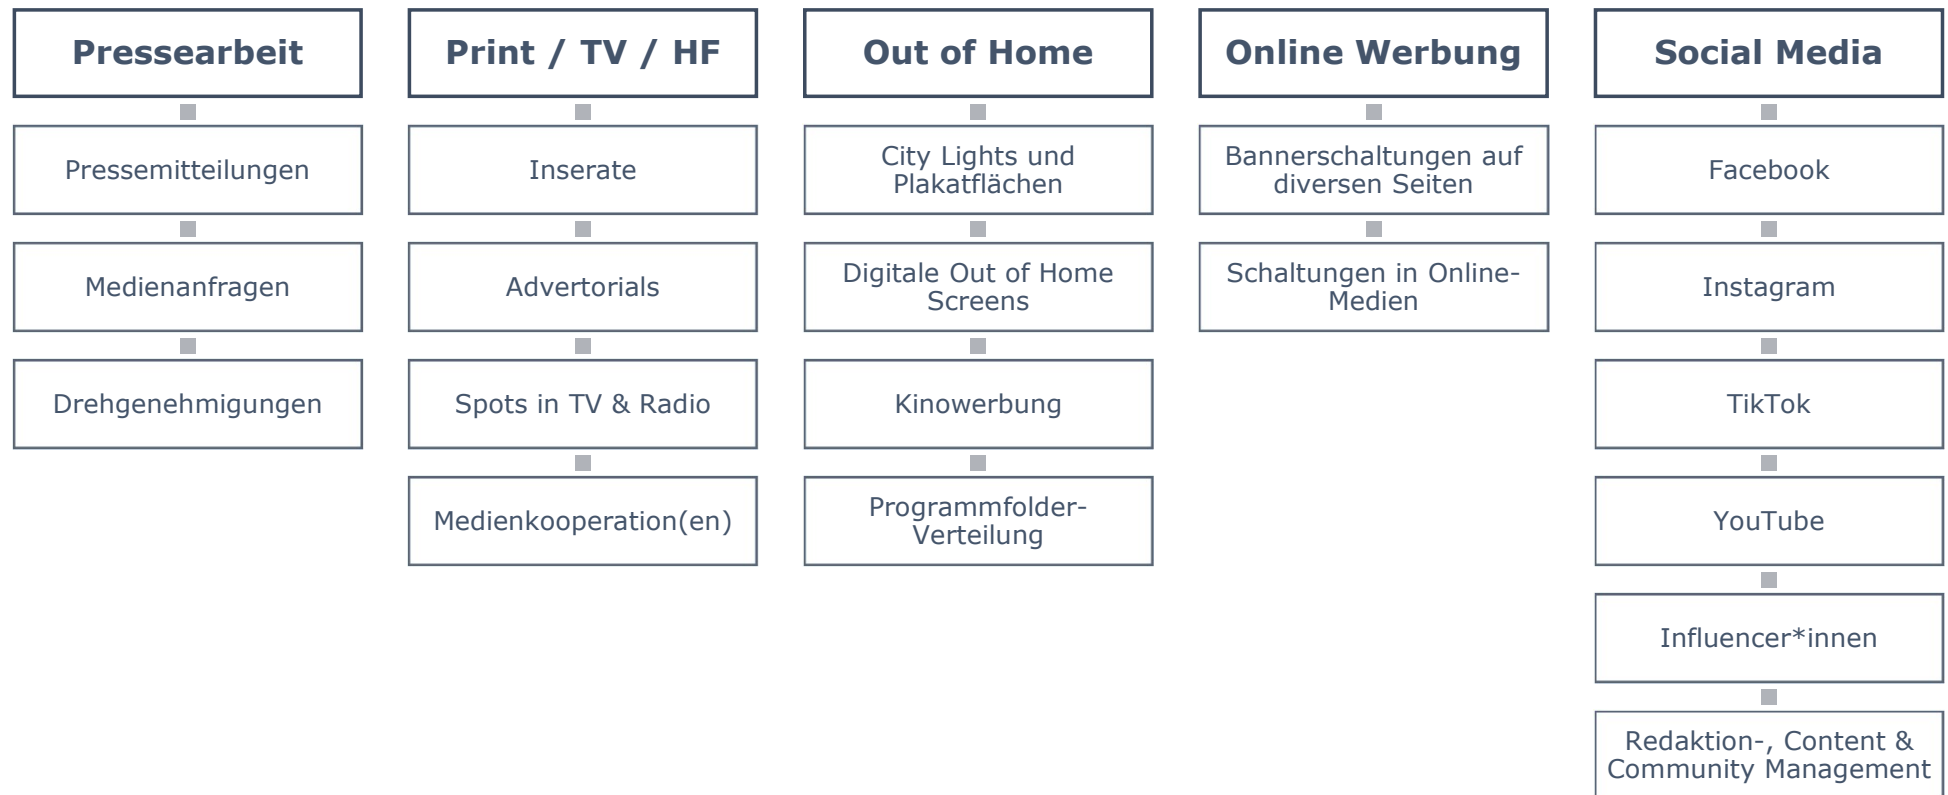 Pressearbeit
Pressemitteilungen
Medienanfragen
Drehgenehmigungen
Print / TV / HF
Inserate
Advertorials
Spots in TV & Radio
Medienkooperation(en)
Out of Home
City Lights und
Plakatflächen
Digitale Out of Home
Screens
Kinowerbung
Programmfolder-
Verteilung
Online Werbung
Bannerschaltungen auf
diversen Seiten
Schaltungen in Online-
Medien
Social Media
Facebook
Instagram
TikTok
YouTube
Influencer*innen
Redaktion-, Content &
Community Management